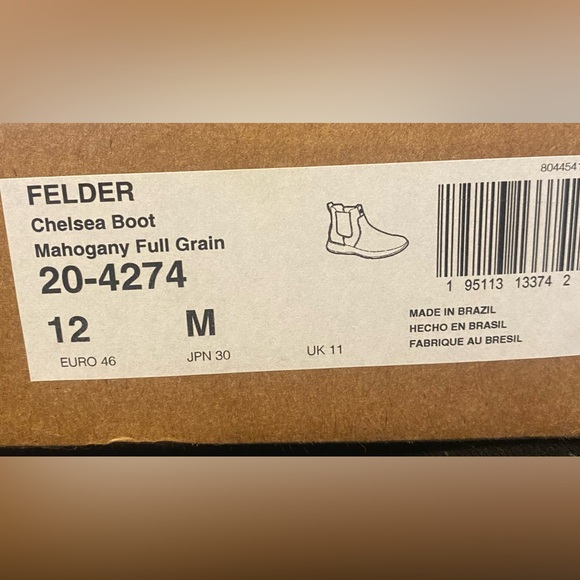 FELDER
Chelsea Boot
Mahogany Full Grain
20-4274
12 M
EURO 46 JPN 30 UK 11
804454
1 95113 13374 2
MADE IN BRAZIL
HECHO EN BRASIL
FABRIQUE AU BRESIL